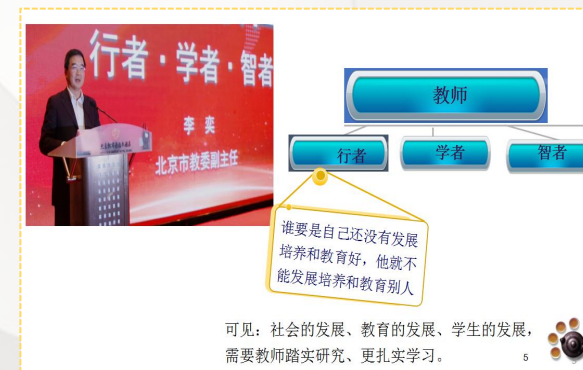 行者·学者·智者
李 奕
北京市教委副主任
教师
行者
学者
智者
谁要是自己还没有发展
培养和教育好，他就不
能发展培养和教育别人
可见：社会的发展、教育的发展、学生的发展，
需要教师踏实研究、更扎实学习。
5